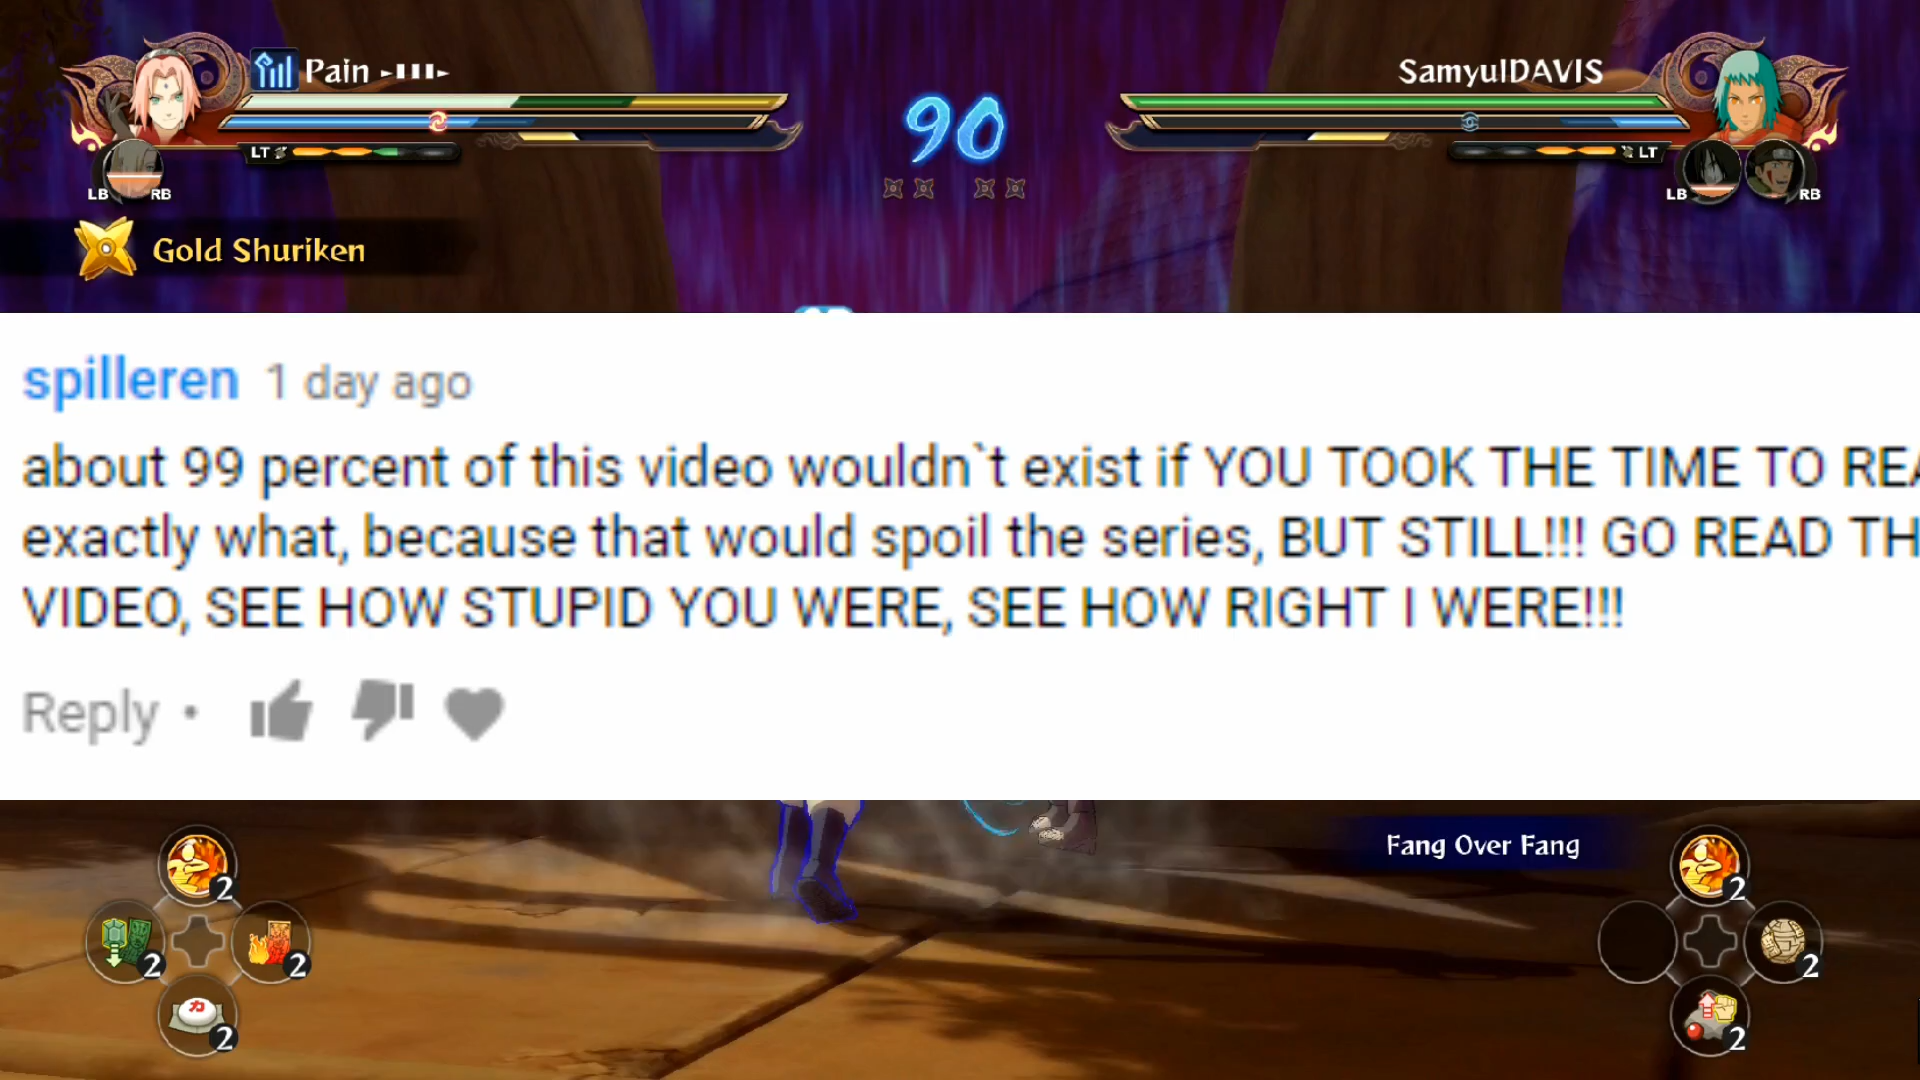 Pain
SamyulDAVIS
90
LT
LT
LB
RB
LB
RB
Gold Shuriken
spilleren 1 day ago
about 99 percent of this video wouldn`t exist if YOU TOOK THE TIME TO
exactly what, because that would spoil the series, BUT STILL!!! GO READ
VIDEO, SEE HOW STUPID YOU WERE, SEE HOW RIGHT I WERE!!!
Reply •
Fang Over Fang
2
2
2
2
カ
2
2
2